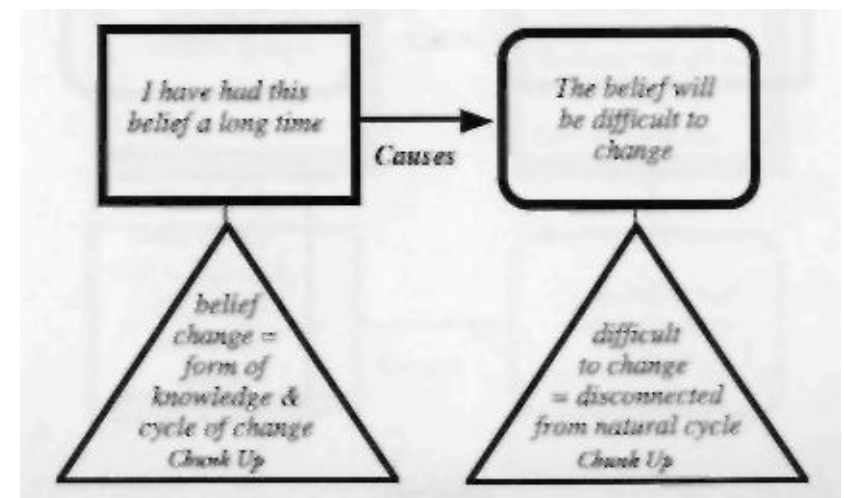 I have had this
belief a long time
Causes
The belief will
be difficult to
change
belief
change =
form of
knowledge &
cycle of change
Chunk Up
difficult
to change
= disconnected
from natural cycle
Chunk Up